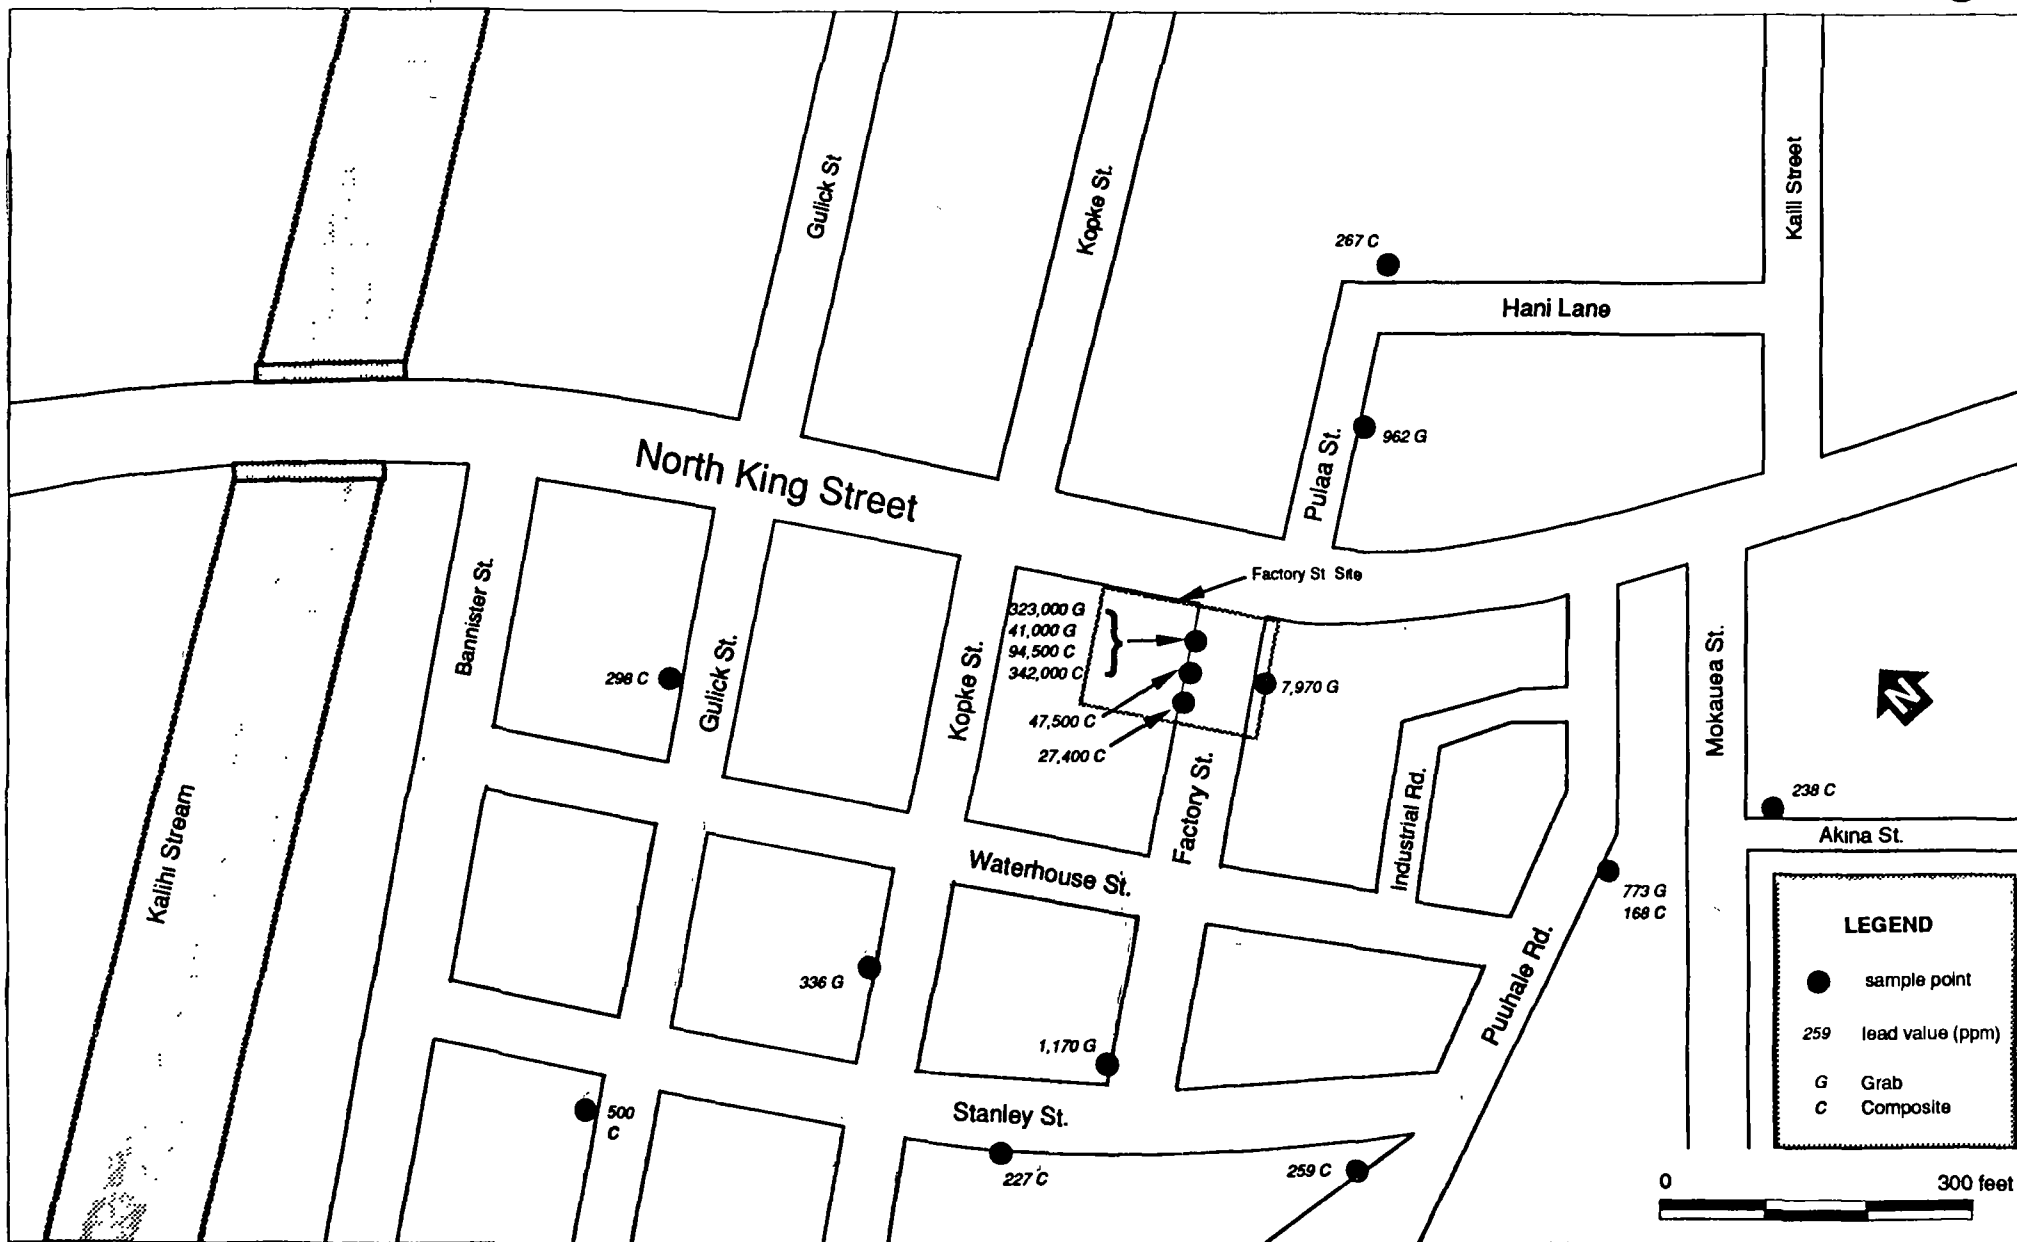 Gulick St
Kopke St.
Kaill Street
267 C
Hani Lane
962 G
Pulaa St.
North King Street
Factory St Site
Bannister St.
323,000 G
41,000 G
94,500 C
342,000 C
298 C
Gulick St.
Kopke St.
7,970 G
47,500 C
27,400 C
Mokauea St.
N
Factory St.
Industrial Rd.
238 C
Akina St.
Kalihi Stream
Waterhouse St.
773 G
168 C
LEGEND
sample point
259 lead value (ppm)
G Grab
C Composite
336 G
Puuhale Rd.
1,170 G
500
C
Stanley St.
227 C
259 C
0 300 feet